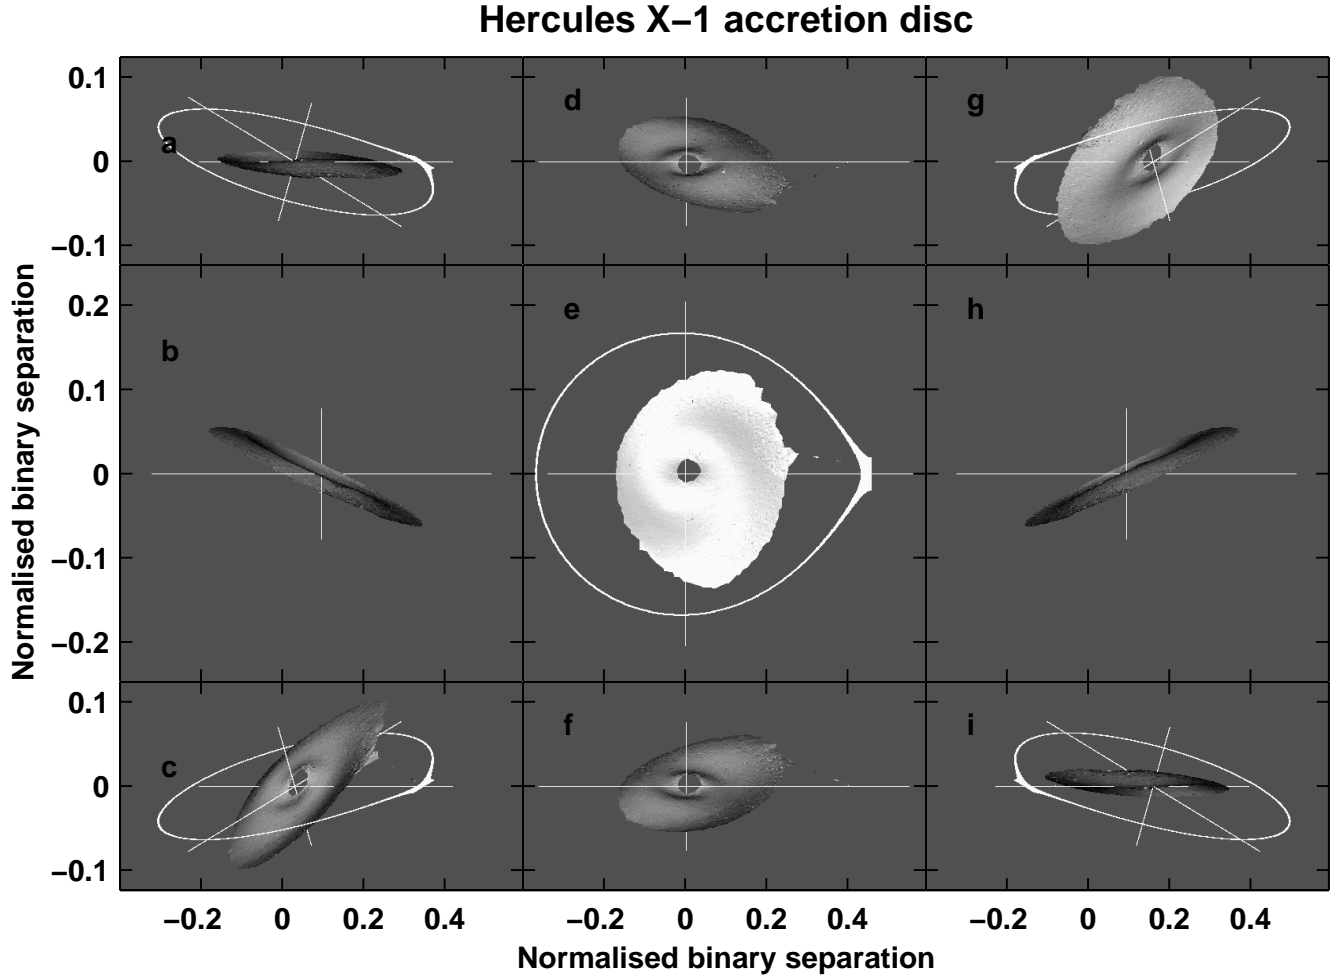 Hercules X−1 accretion disc
a
d
g
0.1
0
−0.1
b
e
h
0.2
0.1
0
−0.1
−0.2
c
f
i
0.1
0
−0.1
−0.2 0 0.2 0.4
−0.2 0 0.2 0.4
−0.2 0 0.2 0.4
Normalised binary separation
Normalised binary separation